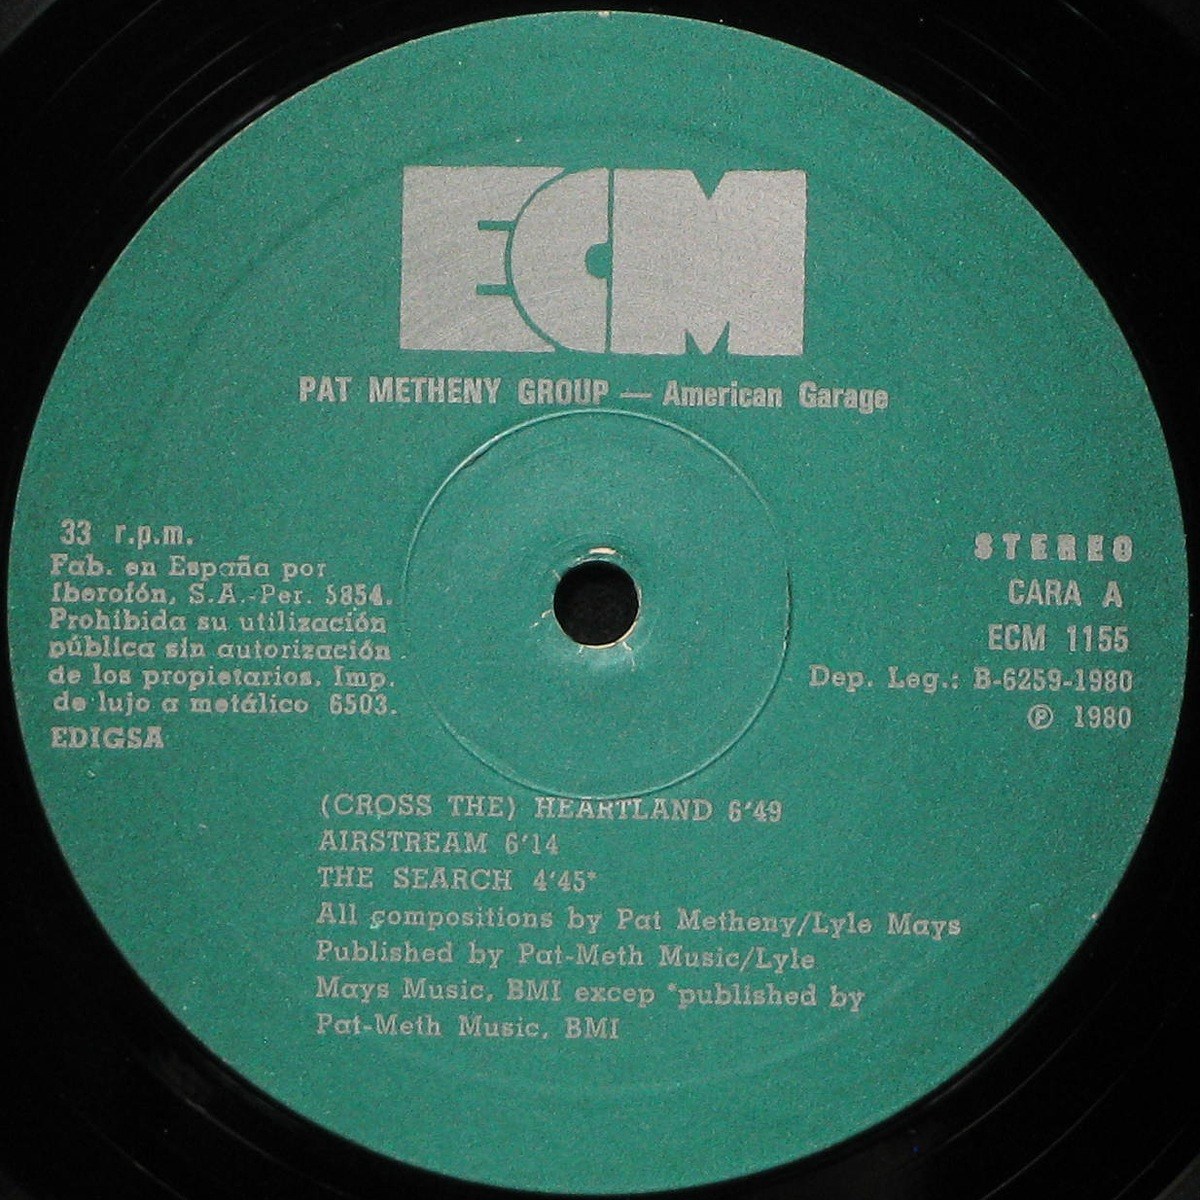 ECM
PAT METHENY GROUP — American Garage
33 r.p.m.
Fab. en España por
Iberofón, S.A.-Per. 5854.
Prohibida su utilización
pública sin autorización
de los propietarios. Imp.
de lujo a metálico 6503.
EDIGSA
STEREO
CARA A
ECM 1155
Dep. Leg.: B-6259-1980
Ⓟ 1980
(CROSS THE) HEARTLAND 6'49
AIRSTREAM 6'14
THE SEARCH 4'45*
All compositions by Pat Metheny/Lyle Mays
Published by Pat-Meth Music/Lyle
Mays Music, BMI excep *published by
Pat-Meth Music, BMI